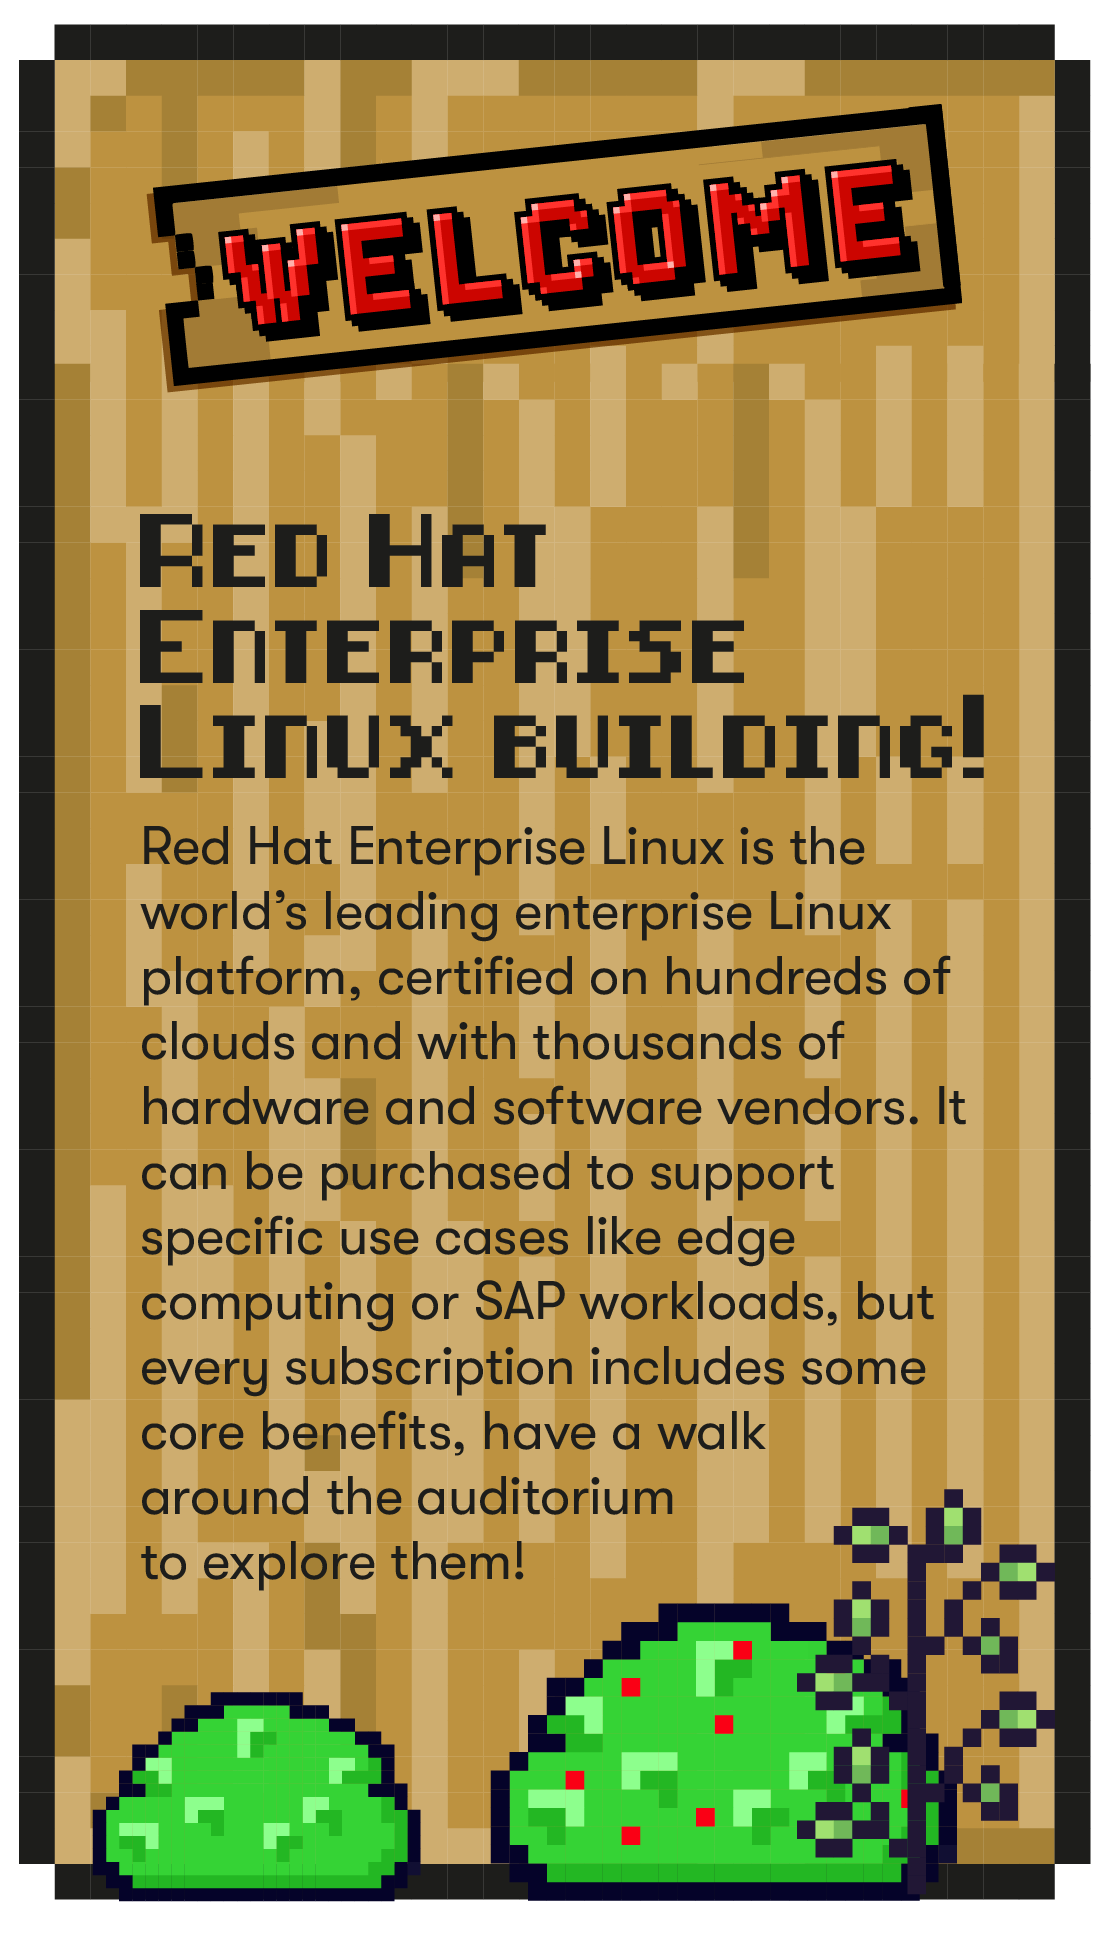 WELCOME
Red Hat
Enterprise
Linux building!
Red Hat Enterprise Linux is the
world’s leading enterprise Linux
platform, certified on hundreds of
clouds and with thousands of
hardware and software vendors. It
can be purchased to support
specific use cases like edge
computing or SAP workloads, but
every subscription includes some
core benefits, have a walk
around the auditorium
to explore them!